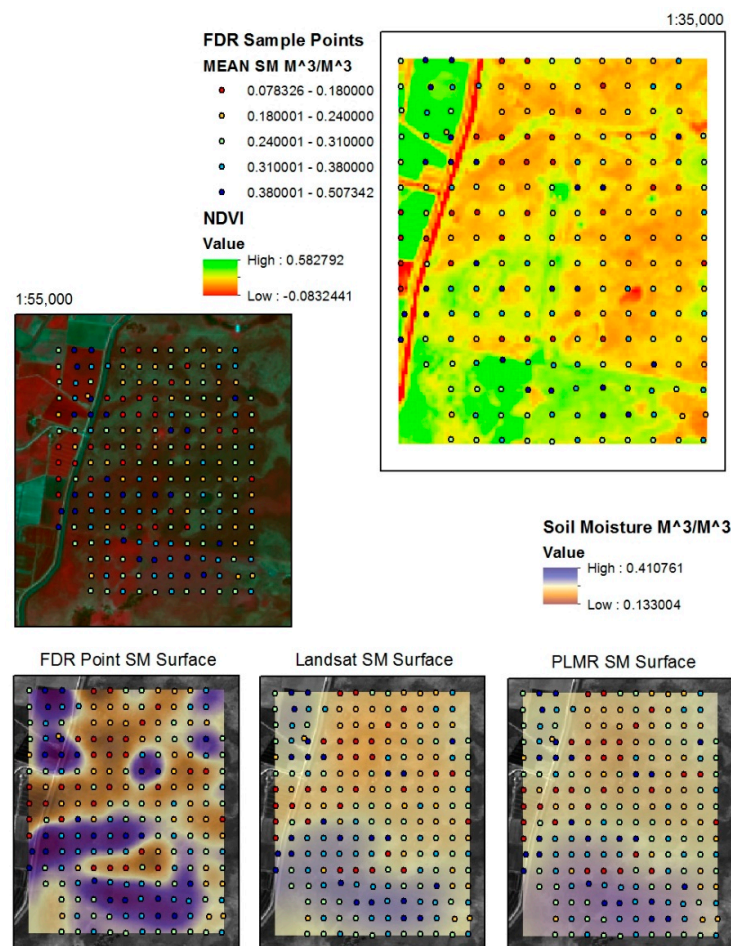 1:35,000
FDR Sample Points
MEAN SM M^3/M^3
0.078326 - 0.180000
0.180001 - 0.240000
0.240001 - 0.310000
0.310001 - 0.380000
0.380001 - 0.507342
NDVI
Value
High : 0.582792
Low : -0.0832441
1:55,000
Soil Moisture M^3/M^3
Value
High : 0.410761
Low : 0.133004
FDR Point SM Surface
Landsat SM Surface
PLMR SM Surface